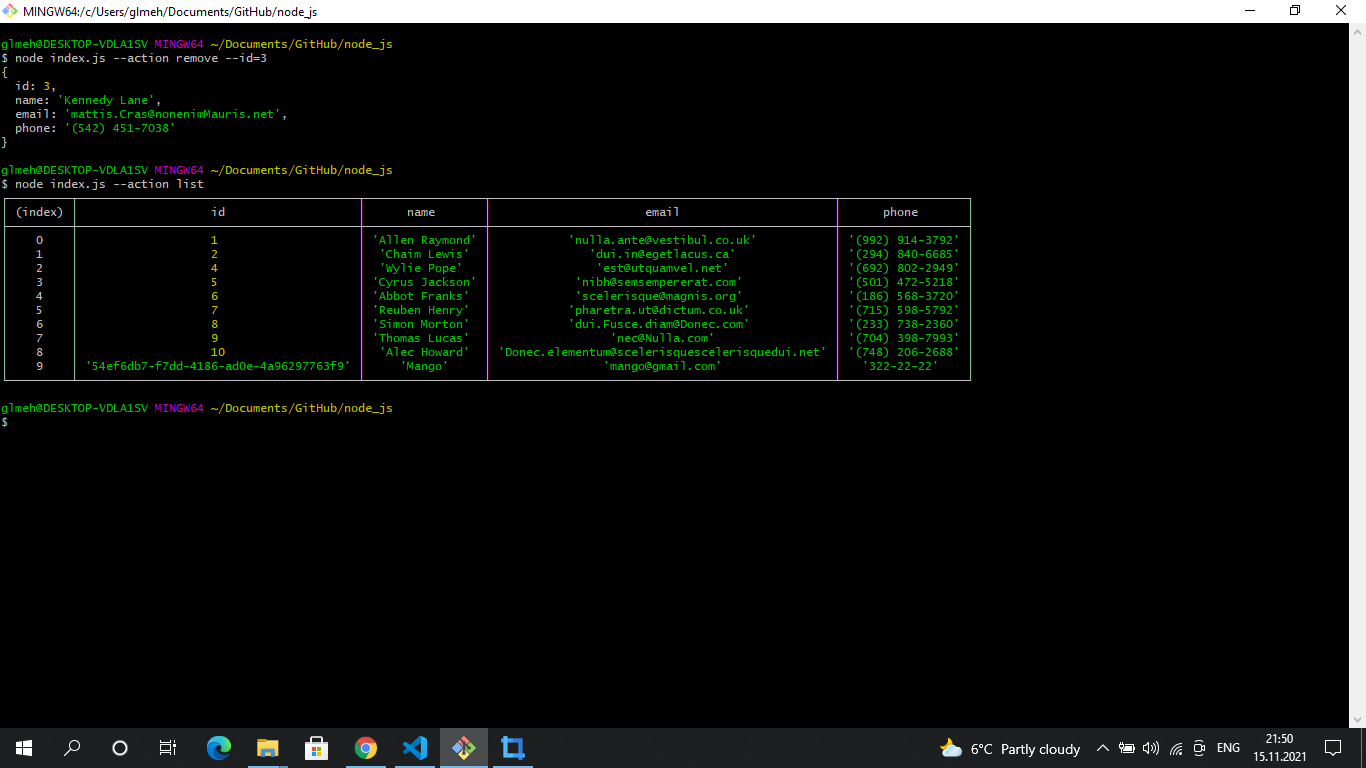 MINGW64:/c/Users/glmeh/Documents/GitHub/node_js
glmeh@DESKTOP-VDLA1SV MINGW64 ~/Documents/GitHub/node_js
$ node index.js --action remove --id=3
{
  id: 3,
  name: 'Kennedy Lane',
  email: 'mattis.Cras@nonenimMauris.net',
  phone: '(542) 451-7038'
}
glmeh@DESKTOP-VDLA1SV MINGW64 ~/Documents/GitHub/node_js
$ node index.js --action list
(index) id name email phone
0 1 'Allen Raymond' 'nulla.ante@vestibul.co.uk' '(992) 914-3792'
1 2 'Chaim Lewis' 'dui.in@egetlacus.ca' '(294) 840-6685'
2 4 'Wylie Pope' 'est@utquamvel.net' '(692) 802-2949'
3 5 'Cyrus Jackson' 'nibh@semsempererat.com' '(501) 472-5218'
4 6 'Abbot Franks' 'scelerisque@magnis.org' '(186) 568-3720'
5 7 'Reuben Henry' 'pharetra.ut@dictum.co.uk' '(715) 598-5792'
6 8 'Simon Morton' 'dui.Fusce.diam@Donec.com' '(233) 738-2360'
7 9 'Thomas Lucas' 'nec@Nulla.com' '(704) 398-7993'
8 10 'Alec Howard' 'Donec.elementum@scelerisquescelerisquedui.net' '(748) 206-2688'
9 '54ef6db7-f7dd-4186-ad0e-4a96297763f9' 'Mango' 'mango@gmail.com' '322-22-22'
glmeh@DESKTOP-VDLA1SV MINGW64 ~/Documents/GitHub/node_js
$
6°C Partly cloudy ENG 21:50
15.11.2021